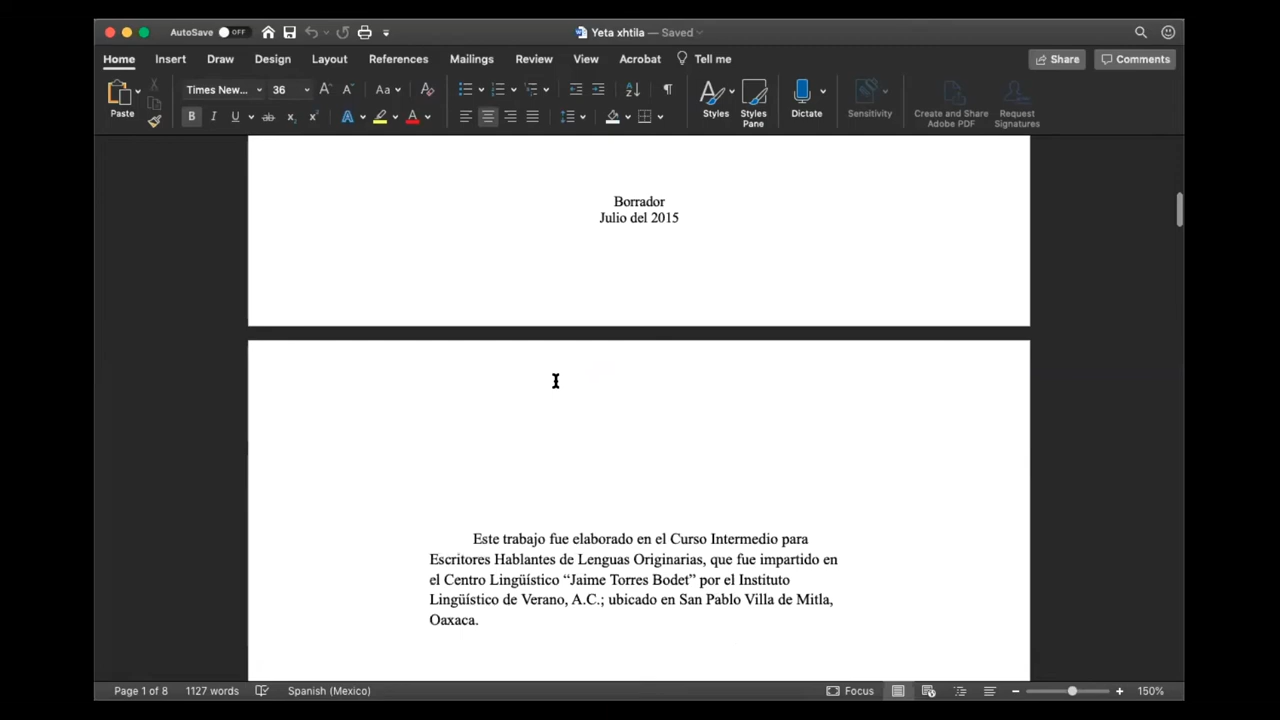 AutoSave OFF
Yeta xhtila — Saved
Home Insert Draw Design Layout References Mailings Review View Acrobat Tell me
Share Comments
Paste
Times New... 36
Styles
Styles Pane
Dictate
Sensitivity
Create and Share Adobe PDF
Request Signatures
Borrador
Julio del 2015
Este trabajo fue elaborado en el Curso Intermedio para
Escritores Hablantes de Lenguas Originarias, que fue impartido en
el Centro Lingüístico “Jaime Torres Bodet” por el Instituto
Lingüístico de Verano, A.C.; ubicado en San Pablo Villa de Mitla,
Oaxaca.
Page 1 of 8 1127 words Spanish (Mexico) Focus 150%